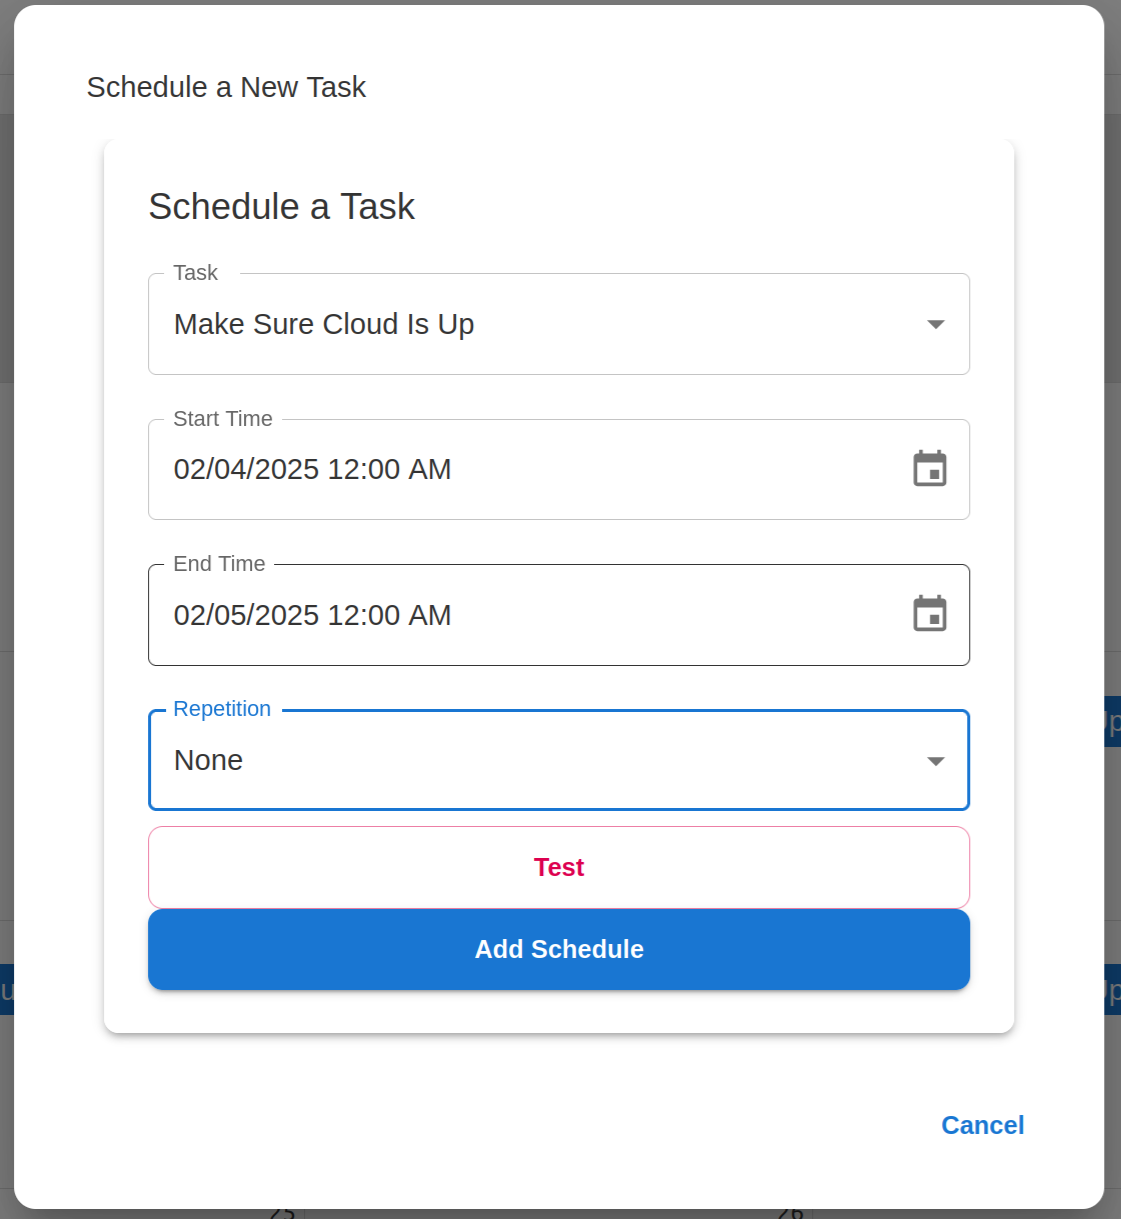 Schedule a New Task
Schedule a Task
Task
Make Sure Cloud Is Up
Start Time
02/04/2025 12:00 AM
End Time
02/05/2025 12:00 AM
Repetition
None
Test
Add Schedule
Cancel